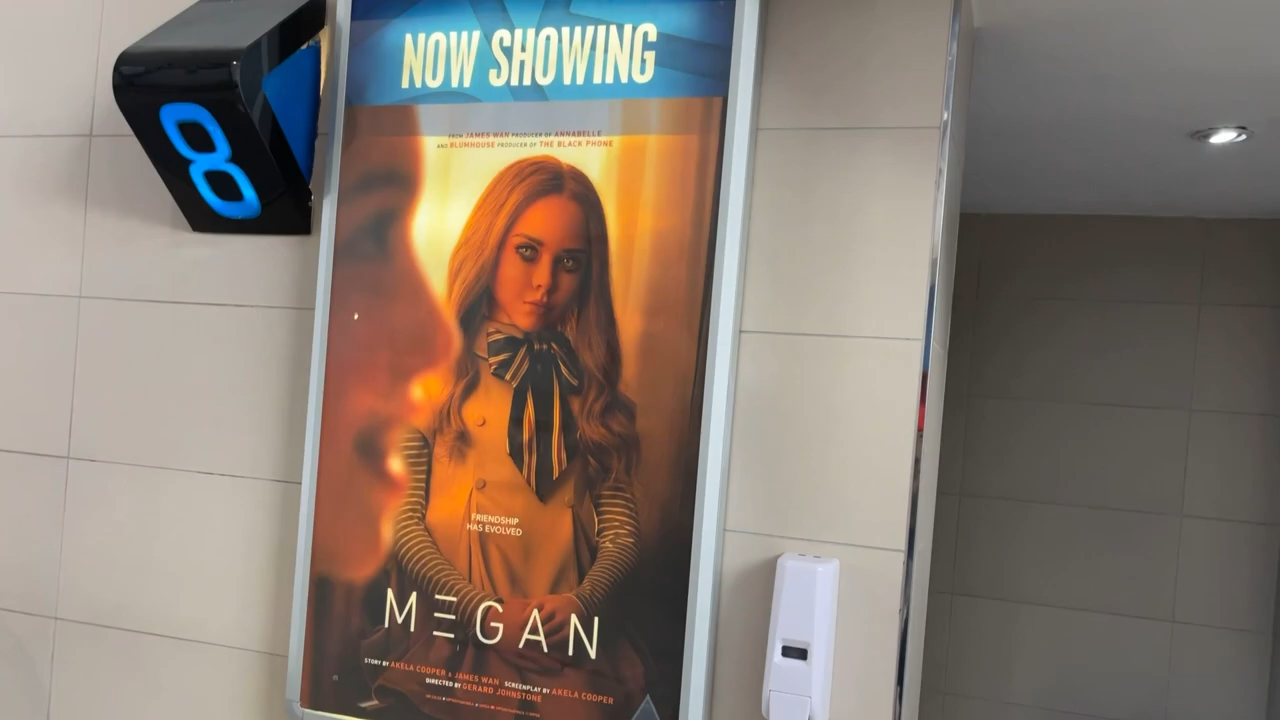 8
NOW SHOWING
FROM JAMES WAN PRODUCER OF ANNABELLE
AND BLUMHOUSE PRODUCER OF THE BLACK PHONE
FRIENDSHIP
HAS EVOLVED
MΞGAN
STORY BY AKELA COOPER & JAMES WAN SCREENPLAY BY AKELA COOPER
DIRECTED BY GERARD JOHNSTONE